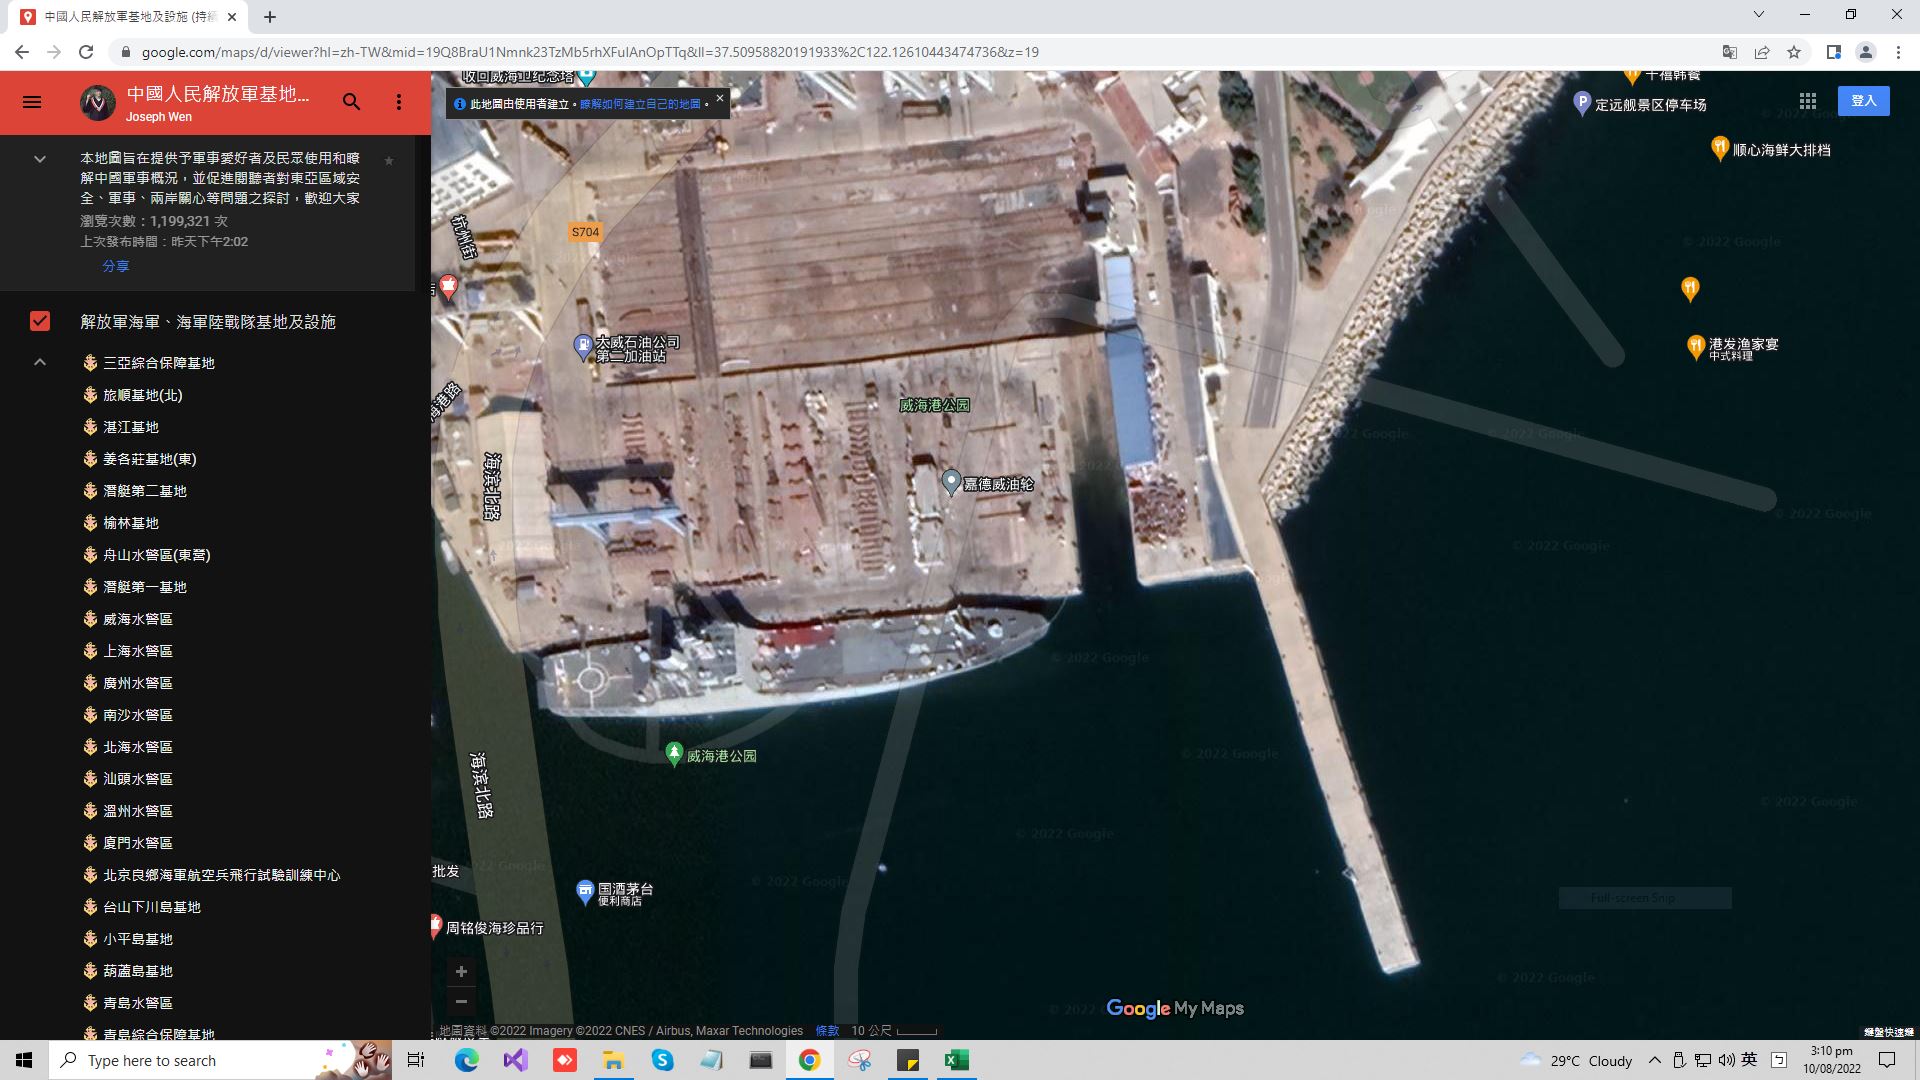 中國人民解放軍基地及設施 (持續
google.com/maps/d/viewer?hl=zh-TW&mid=19Q8BraU1Nmnk23TzMb5rhXFulAnOpTTq&ll=37.50958820191933%2C122.12610443474736&z=19
中國人民解放軍基地...
Joseph Wen
本地圖旨在提供予軍事愛好者及民眾使用和瞭
解中國軍事概況，並促進閱聽者對東亞區域安
全、軍事、兩岸關心等問題之探討，歡迎大家
瀏覽次數：1,199,321 次
上次發布時間：昨天下午2:02
分享
解放軍海軍、海軍陸戰隊基地及設施
三亞綜合保障基地
旅順基地(北)
湛江基地
姜各莊基地(東)
潛艇第二基地
榆林基地
舟山水警區(東營)
潛艇第一基地
威海水警區
上海水警區
廣州水警區
南沙水警區
北海水警區
汕頭水警區
溫州水警區
廈門水警區
北京良鄉海軍航空兵飛行試驗訓練中心
台山下川島基地
小平島基地
葫蘆島基地
青島水警區
青島綜合保障基地
收回威海卫纪念塔
此地圖由使用者建立。瞭解如何建立自己的地圖。
登入
千禧韩餐
定远舰景区停车场
顺心海鲜大排档
杭州街
S704
大威石油公司
第二加油站
港发渔家宴
中式料理
海港路
威海港公园
海滨北路
嘉德威油轮
威海港公园
海滨北路
批发
国酒茅台
便利商店
周铭俊海珍品行
© 2022 Google
Full-screen Snip
Google My Maps
地圖資料 ©2022 Imagery ©2022 CNES / Airbus, Maxar Technologies 條款 10 公尺
鍵盤快速鍵
Type here to search
29°C Cloudy
英
3:10 pm
10/08/2022